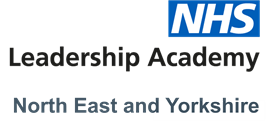 NHS
Leadership Academy
North East and Yorkshire